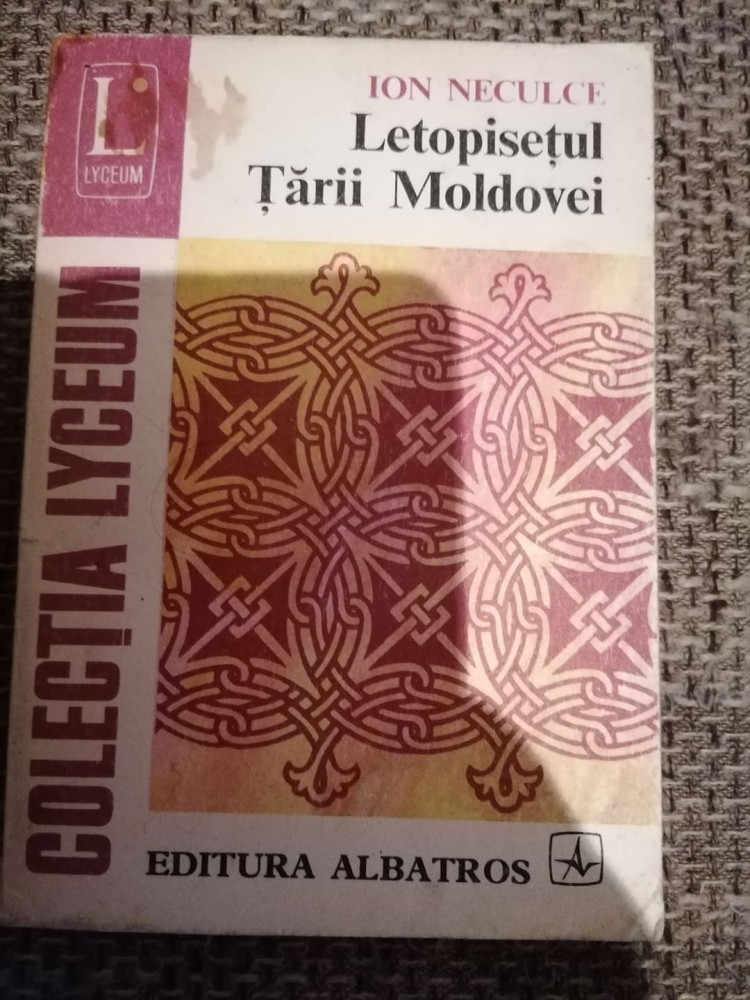 L
LYCEUM
ION NECULCE
Letopisețul
Țării Moldovei
COLECȚIA LYCEUM
EDITURA ALBATROS